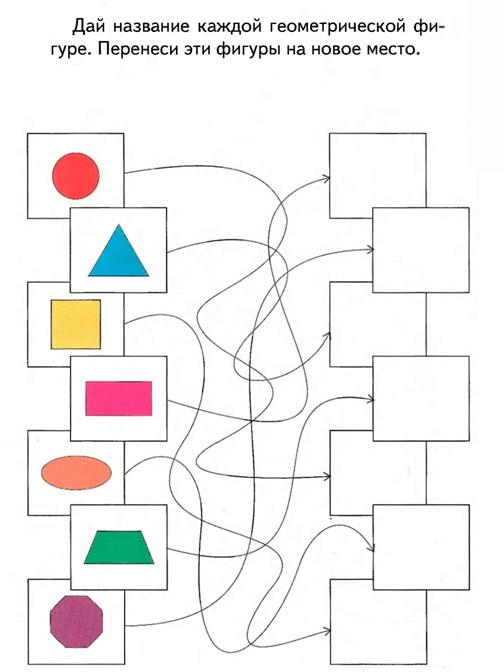 Дай название каждой геометрической фи-
гуре. Перенеси эти фигуры на новое место.